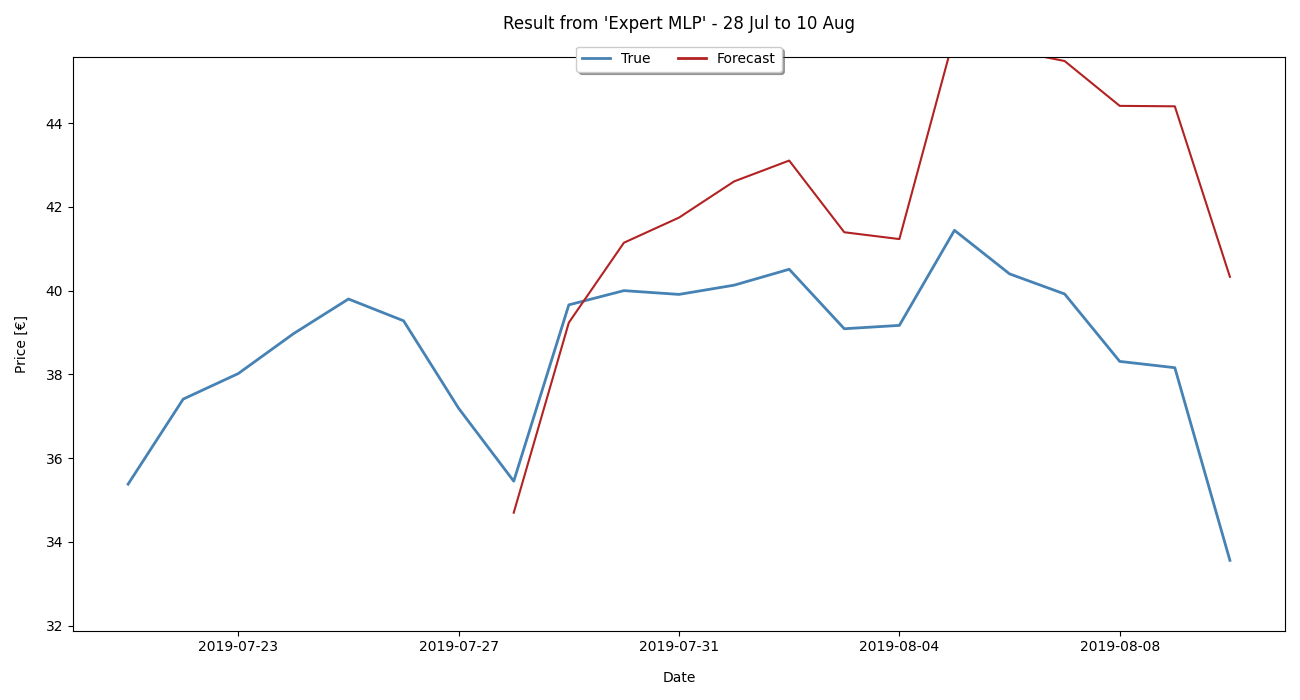 Result from 'Expert MLP' - 28 Jul to 10 Aug
True Forecast
44
42
40
38
36
34
32
Price [€]
2019-07-23 2019-07-27 2019-07-31 2019-08-04 2019-08-08
Date